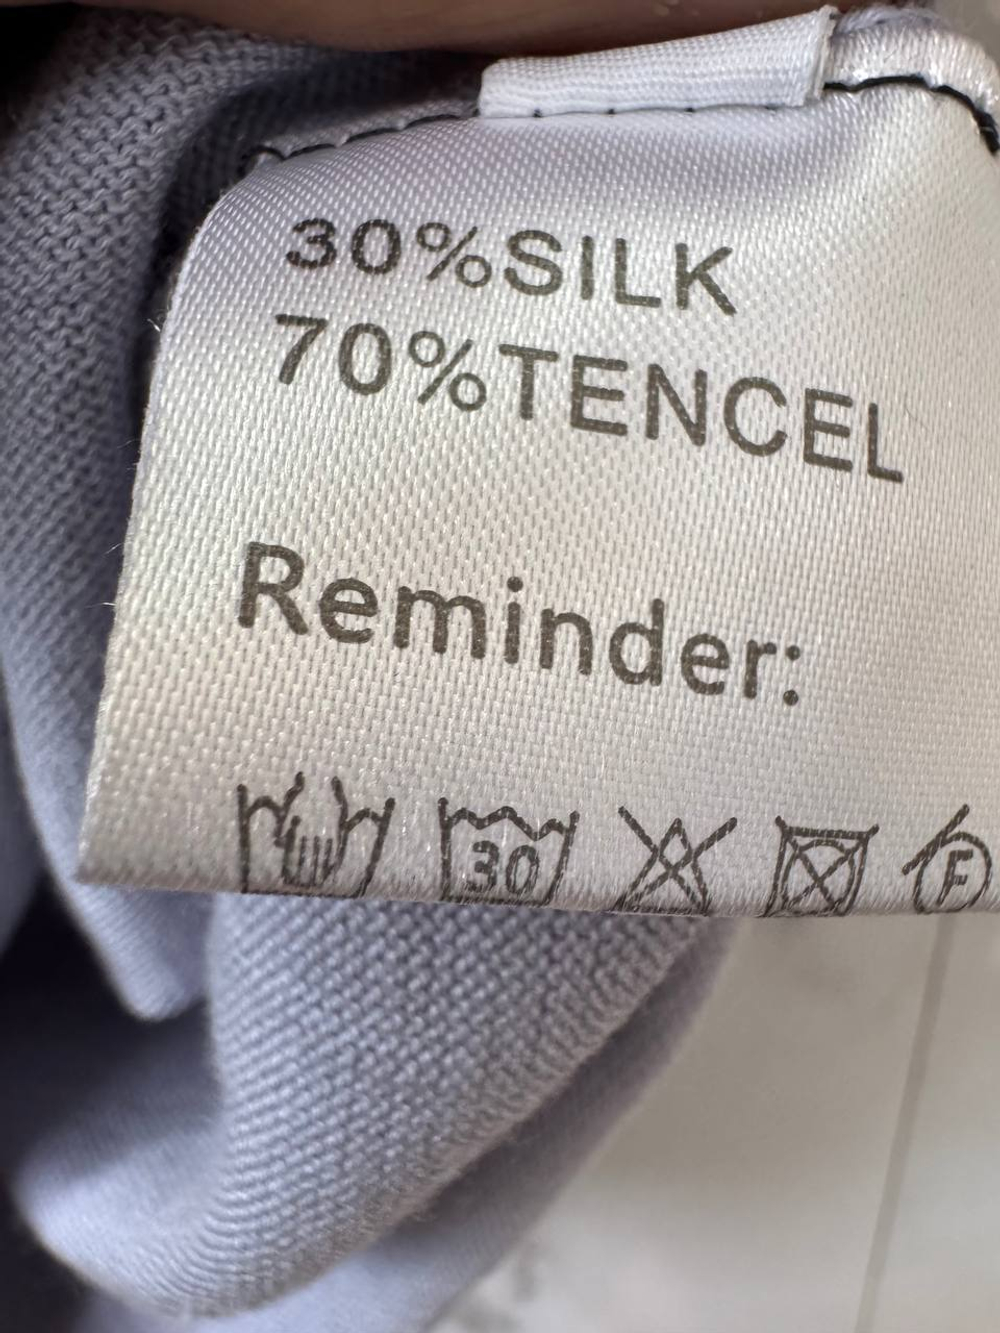 30%SILK
70%TENCEL
Reminder:
30 F